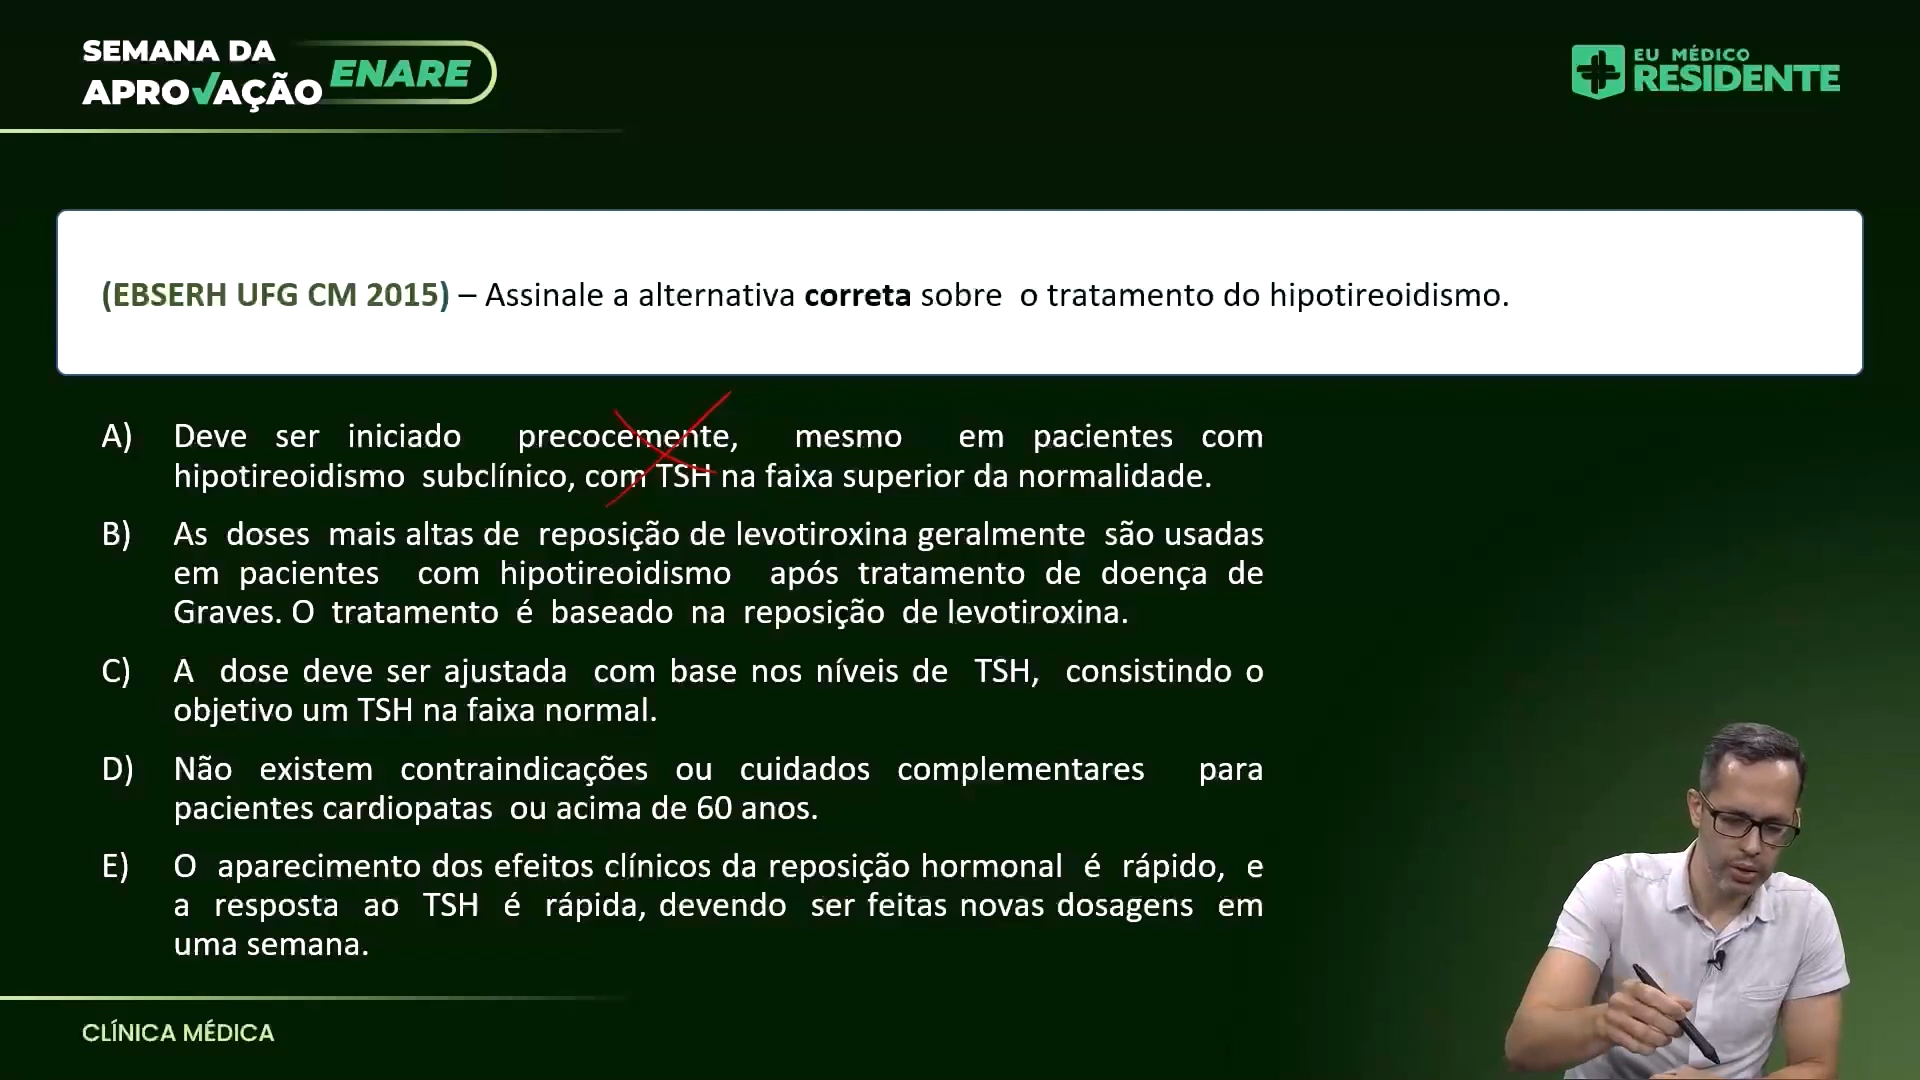 SEMANA DA
APROVAÇÃO ENARE
EU MÉDICO
RESIDENTE
(EBSERH UFG CM 2015) – Assinale a alternativa correta sobre o tratamento do hipotireoidismo.
A) Deve ser iniciado precocemente, mesmo em pacientes com
hipotireoidismo subclínico, com TSH na faixa superior da normalidade.
B) As doses mais altas de reposição de levotiroxina geralmente são usadas
em pacientes com hipotireoidismo após tratamento de doença de
Graves. O tratamento é baseado na reposição de levotiroxina.
C) A dose deve ser ajustada com base nos níveis de TSH, consistindo o
objetivo um TSH na faixa normal.
D) Não existem contraindicações ou cuidados complementares para
pacientes cardiopatas ou acima de 60 anos.
E) O aparecimento dos efeitos clínicos da reposição hormonal é rápido, e
a resposta ao TSH é rápida, devendo ser feitas novas dosagens em
uma semana.
CLÍNICA MÉDICA